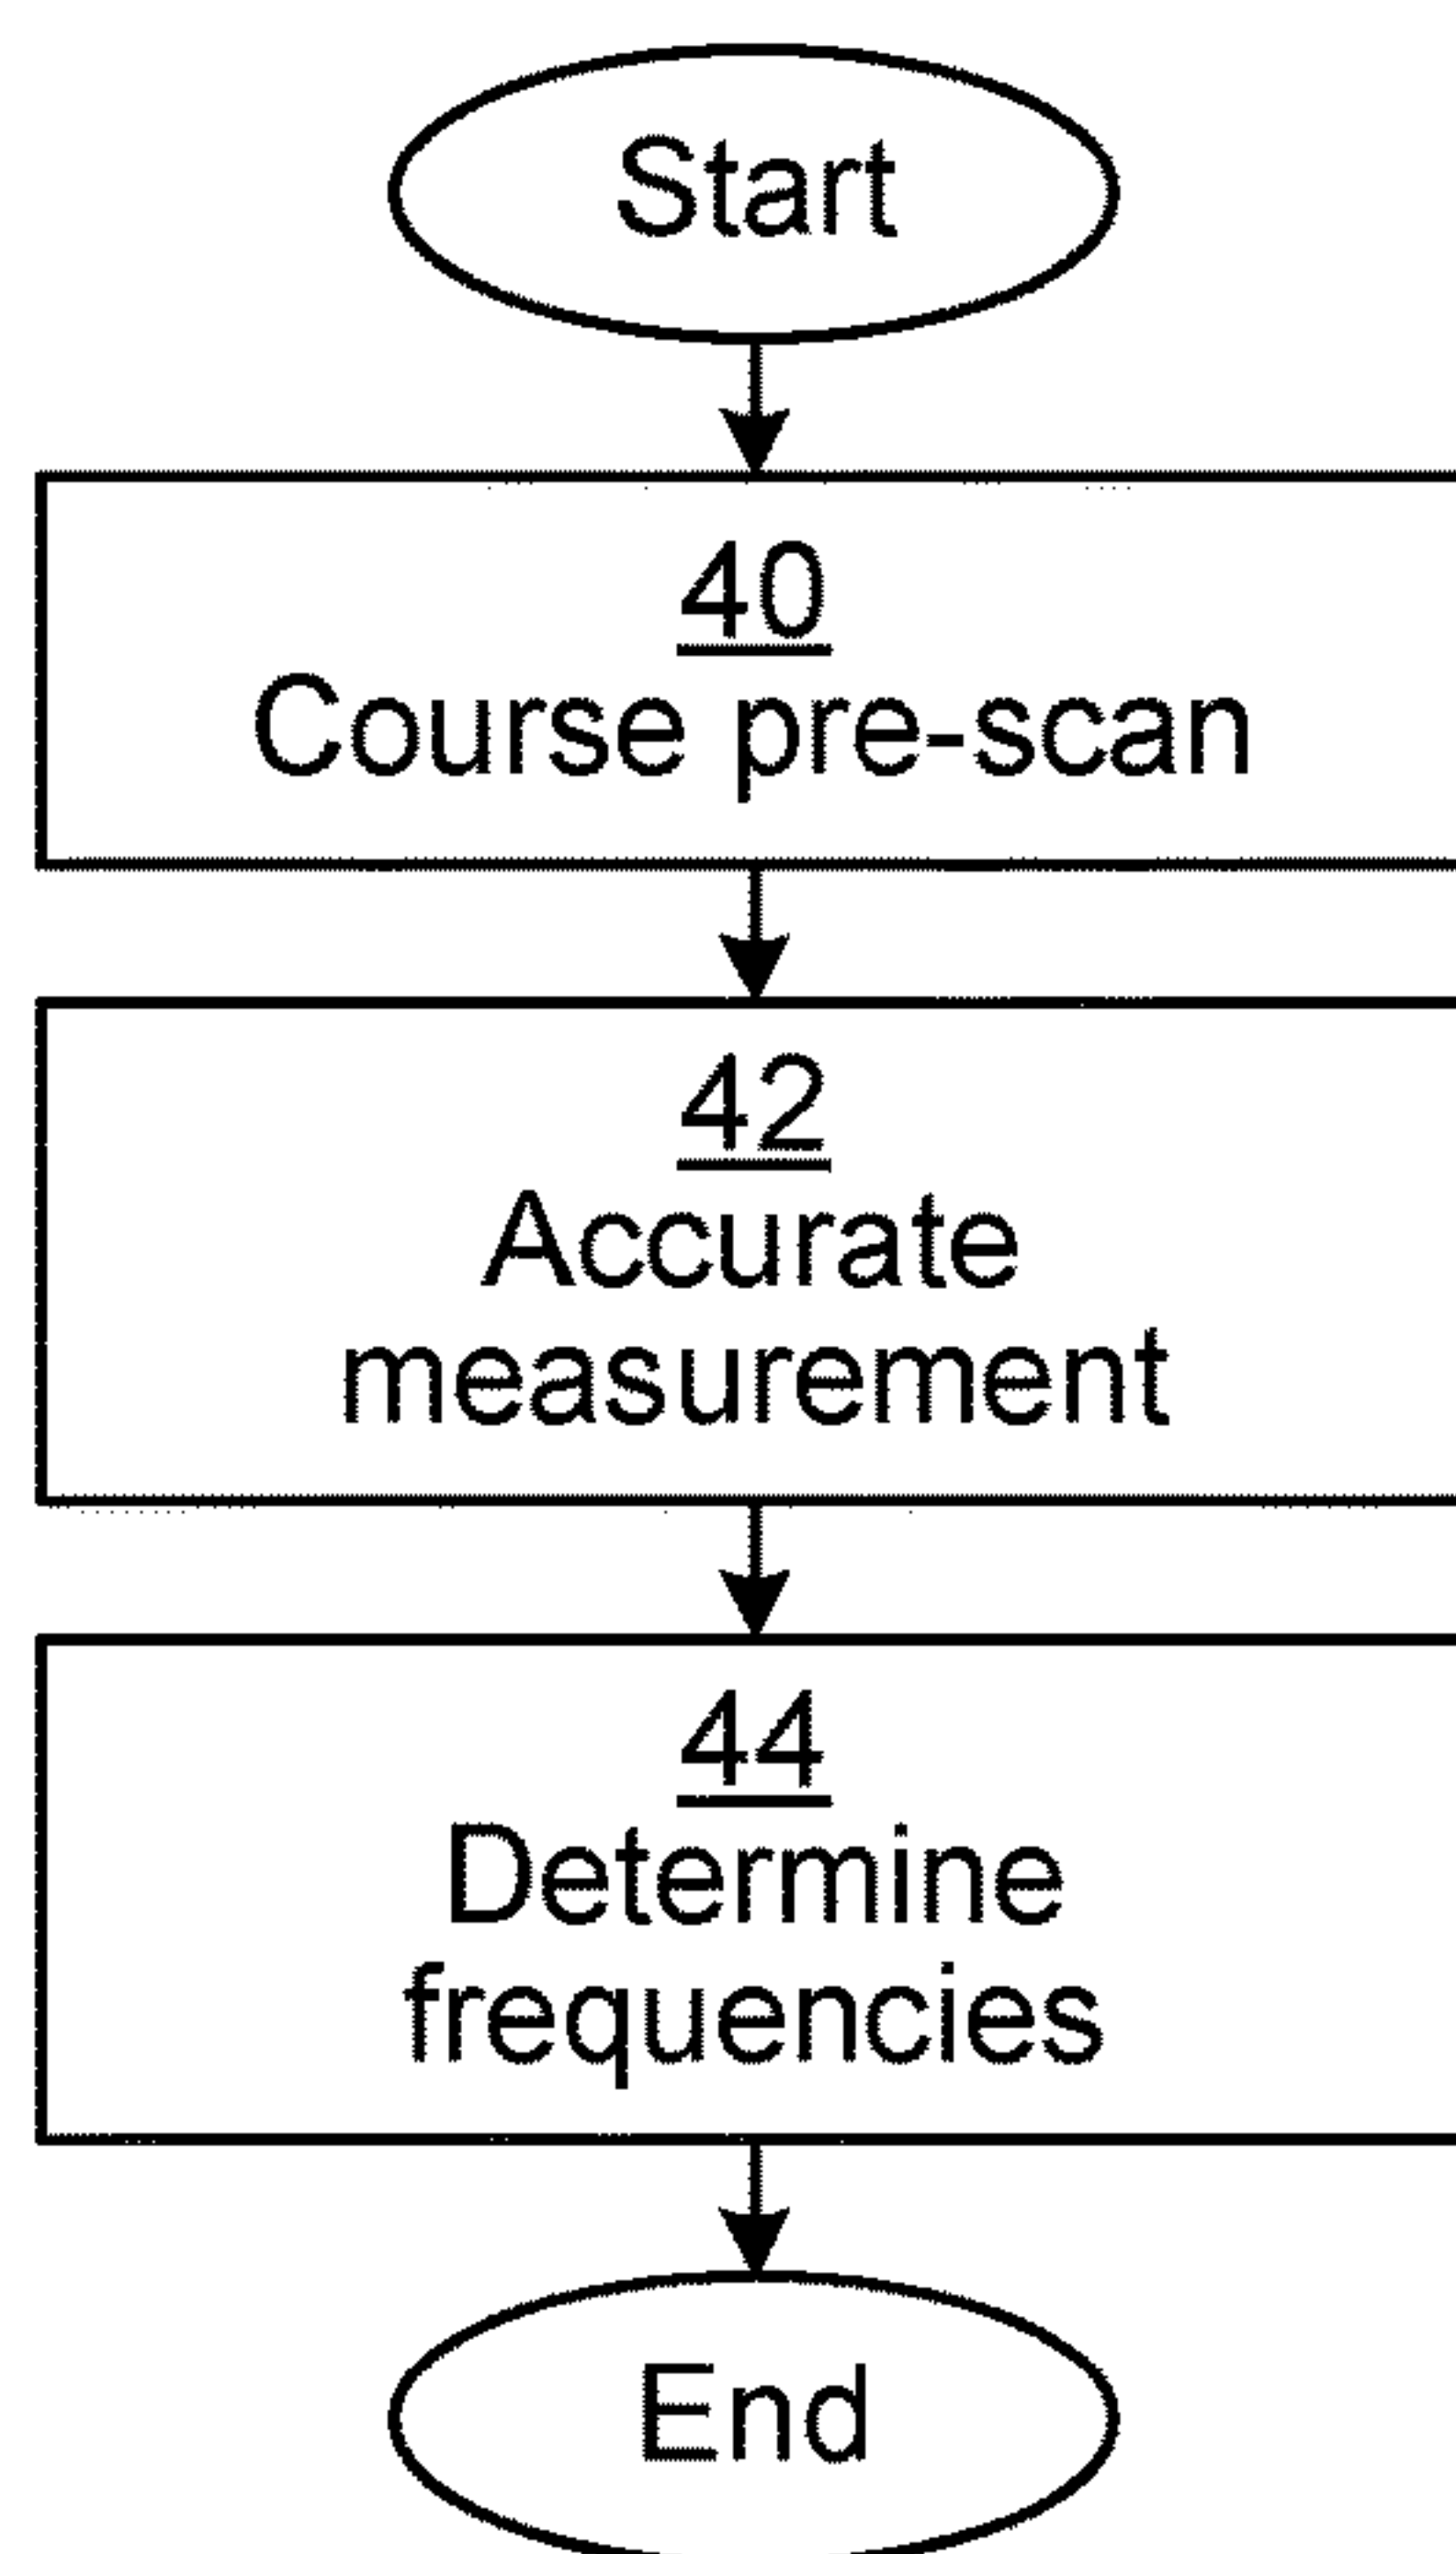 Start
40
Course pre-scan
42
Accurate
measurement
44
Determine
frequencies
End